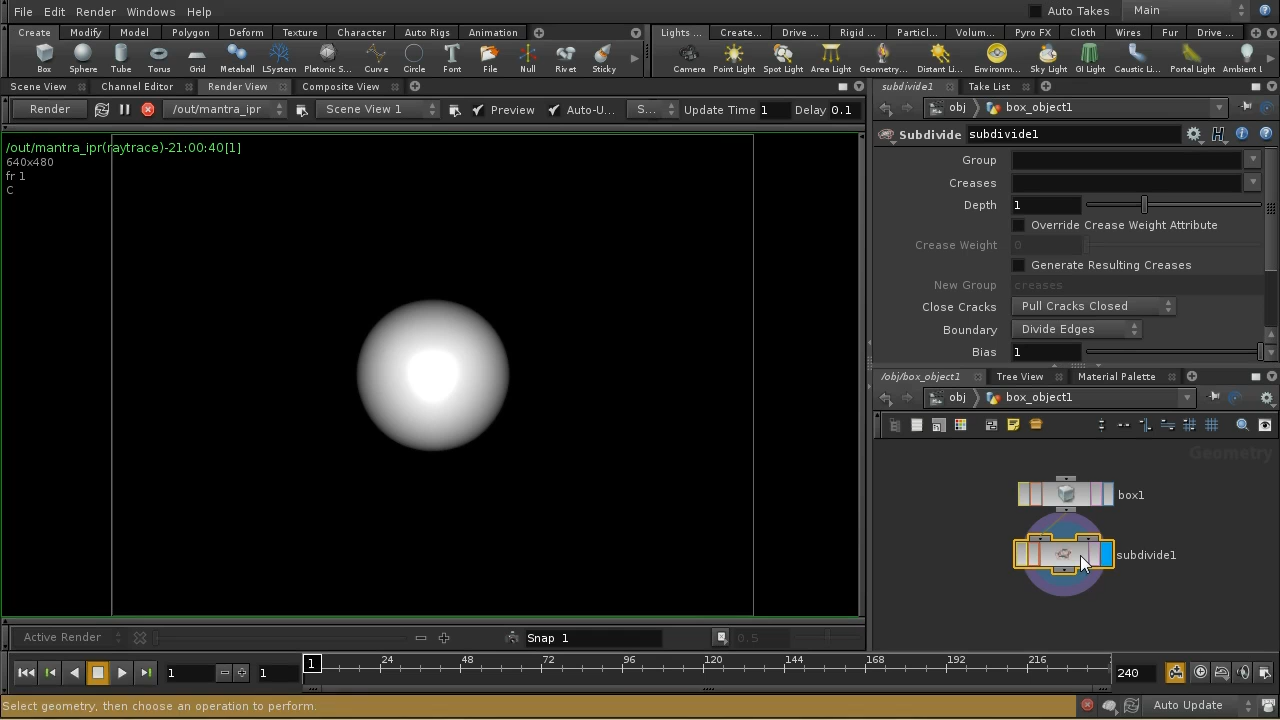 File Edit Render Windows Help
Auto Takes Main
Create Modify Model Polygon Deform Texture Character Auto Rigs Animation
Lights ... Create... Drive ... Rigid ... Particl... Volum... Pyro FX Cloth Wires Fur Drive ...
Box Sphere Tube Torus Grid Metaball LSystem Platonic S... Curve Circle Font File Null Rivet Sticky
Camera Point Light Spot Light Area Light Geometry... Distant Li... Environm... Sky Light GI Light Caustic Li... Portal Light Ambient l
Scene View Channel Editor Render View Composite View
subdivide1 Take List
Render /out/mantra_ipr Scene View 1 Preview Auto-U... S... Update Time 1 Delay 0.1
obj box_object1
Subdivide subdivide1
/out/mantra_ipr(raytrace)-21:00:40[1]
640x480
fr 1
C
Group
Creases
Depth 1
Override Crease Weight Attribute
Crease Weight 0
Generate Resulting Creases
New Group creases
Close Cracks Pull Cracks Closed
Boundary Divide Edges
Bias 1
/obj/box_object1 Tree View Material Palette
obj box_object1
Geometry
box1
subdivide1
Active Render Snap 1 0.5
1 1 1 24 48 72 96 120 144 168 192 216 240
Select geometry, then choose an operation to perform. Auto Update